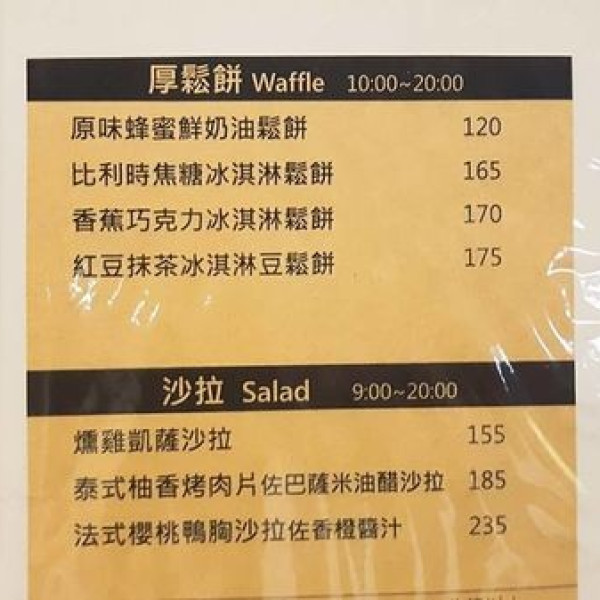 厚鬆餅 Waffle 10:00~20:00
原味蜂蜜鮮奶油鬆餅 120
比利時焦糖冰淇淋鬆餅 165
香蕉巧克力冰淇淋鬆餅 170
紅豆抹茶冰淇淋豆鬆餅 175
沙拉 Salad 9:00~20:00
燻雞凱薩沙拉 155
泰式柚香烤肉片佐巴薩米油醋沙拉 185
法式櫻桃鴨胸沙拉佐香橙醬汁 235